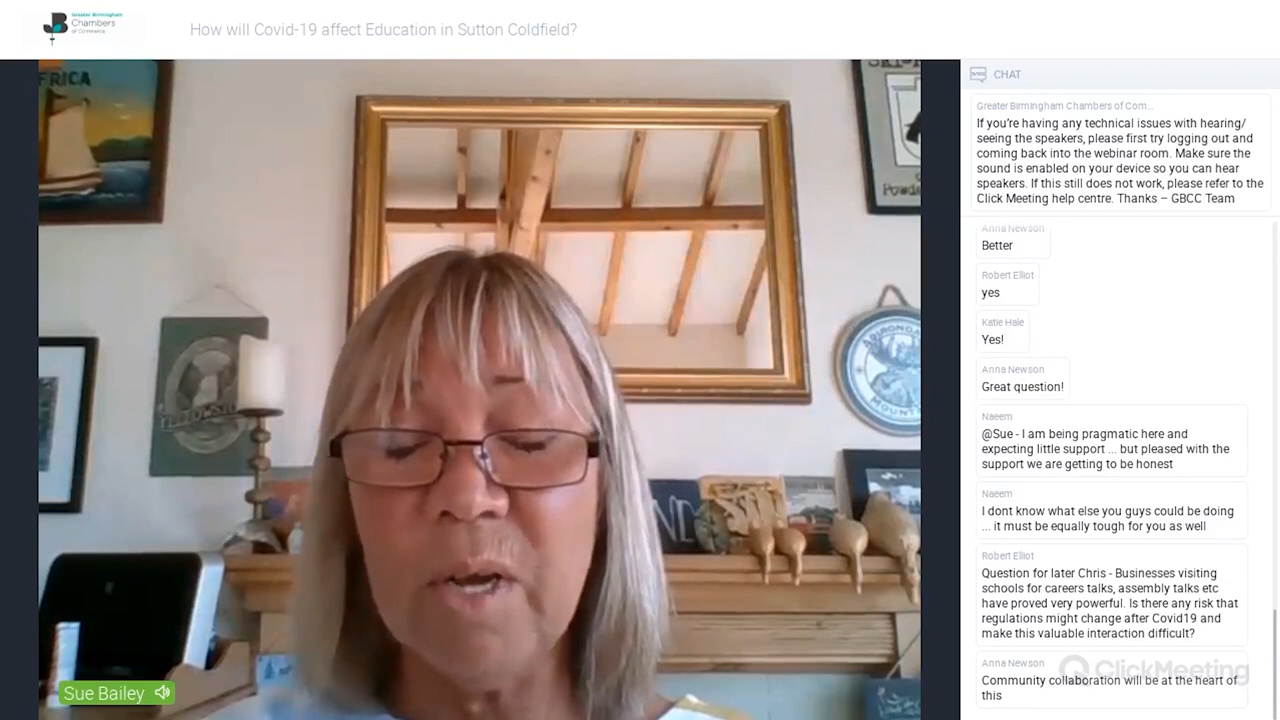 Greater Birmingham
Chambers
of Commerce
How will Covid-19 affect Education in Sutton Coldfield?
CHAT
Greater Birmingham Chambers of Com...
If you're having any technical issues with hearing/
seeing the speakers, please first try logging out and
coming back into the webinar room. Make sure the
sound is enabled on your device so you can hear
speakers. If this still does not work, please refer to the
Click Meeting help centre. Thanks – GBCC Team
Anna Newson
Better
Robert Elliot
yes
Katie Hale
Yes!
Anna Newson
Great question!
Naeem
@Sue - I am being pragmatic here and
expecting little support ... but pleased with the
support we are getting to be honest
Naeem
I dont know what else you guys could be doing
... it must be equally tough for you as well
Robert Elliot
Question for later Chris - Businesses visiting
schools for careers talks, assembly talks etc
have proved very powerful. Is there any risk that
regulations might change after Covid19 and
make this valuable interaction difficult?
Anna Newson
Community collaboration will be at the heart of
this
ClickMeeting
Sue Bailey